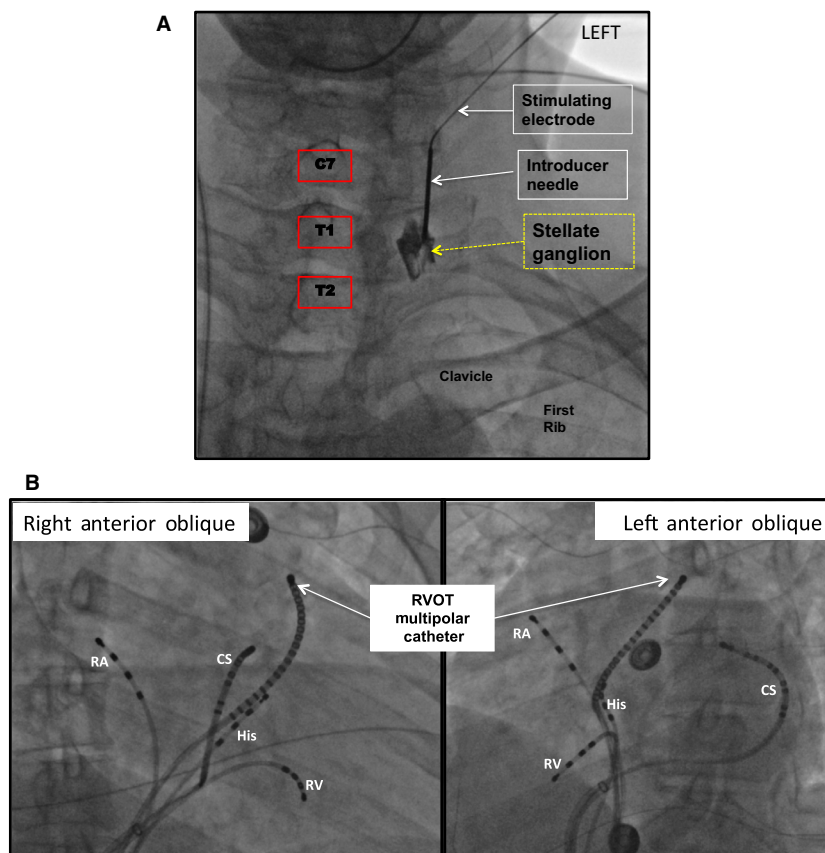 A
LEFT
Stimulating
electrode
C7
Introducer
needle
T1
Stellate
ganglion
T2
Clavicle
First
Rib
B
Right anterior oblique
Left anterior oblique
RVOT
multipolar
catheter
RA
CS
His
RV
RA
CS
His
RV